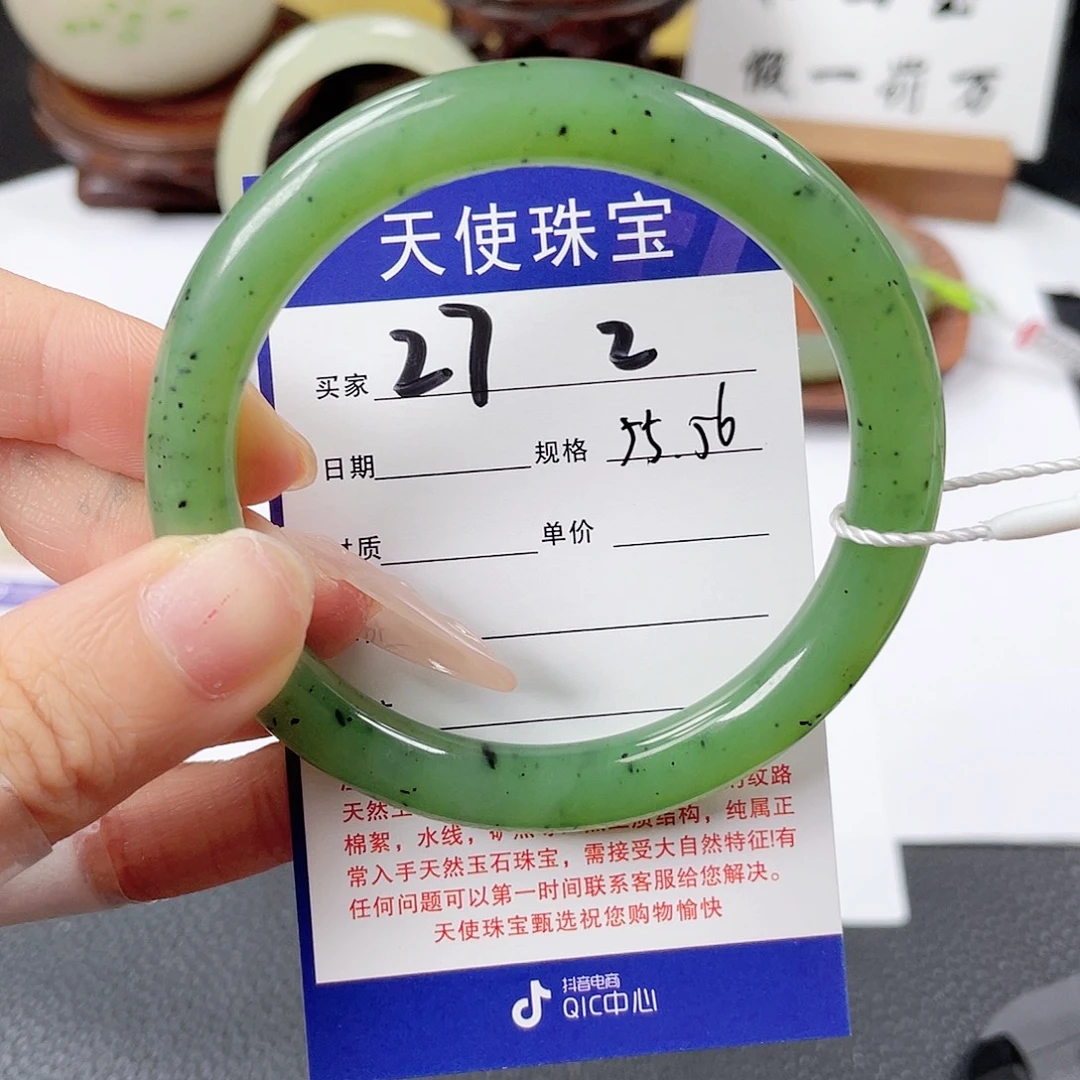 假一罚万
天使珠宝
买家 27 2
日期 规格 55.56
质 单价
纹路
天然
棉絮，水线，质结构，纯属正
常入手天然玉石珠宝，需接受大自然特征!有
任何问题可以第一时间联系客服给您解决。
天使珠宝甄选祝您购物愉快
抖音电商
QIC中心